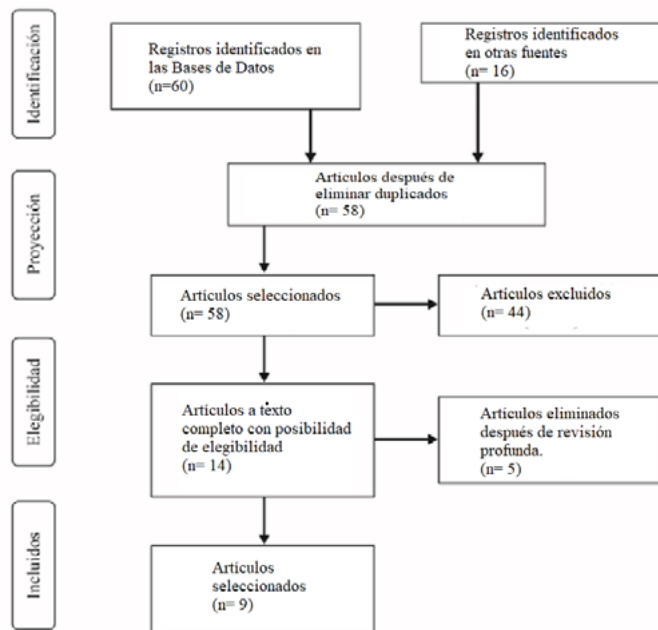 Identificación
Registros identificados en
las Bases de Datos
(n=60)
Registros identificados
en otras fuentes
(n= 16)
Proyección
Artículos después de
eliminar duplicados
(n= 58)
Artículos seleccionados
(n= 58)
Artículos excluidos
(n= 44)
Elegibilidad
Artículos a texto
completo con posibilidad
de elegibilidad
(n= 14)
Artículos eliminados
después de revisión
profunda.
(n= 5)
Incluidos
Artículos
seleccionados
(n= 9)